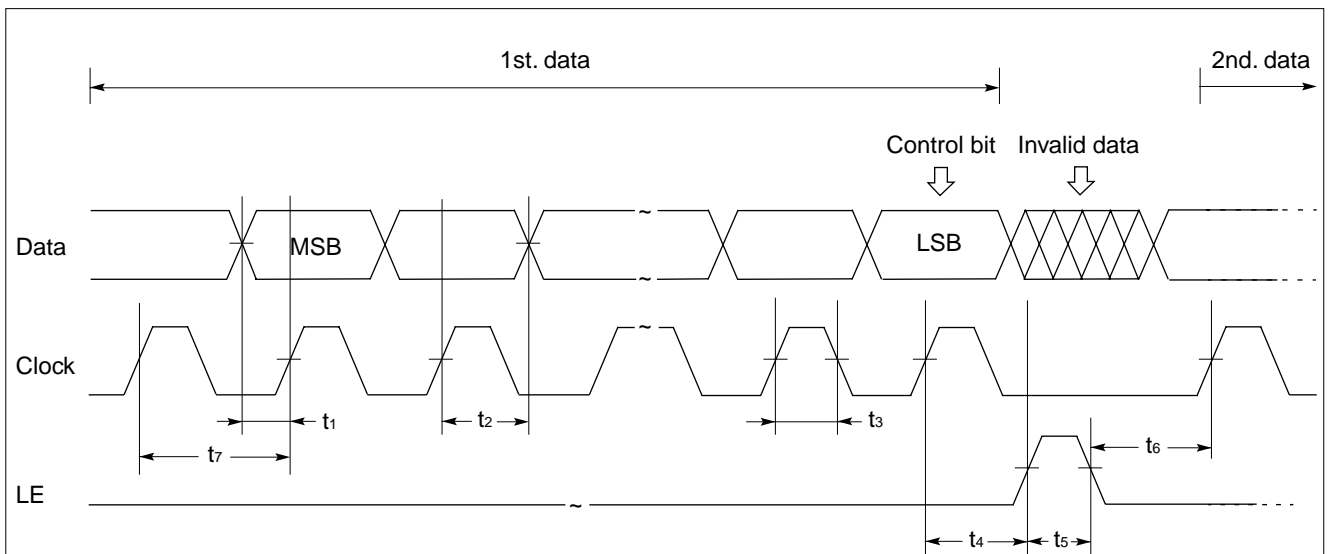 1st. data
2nd. data
Control bit
Invalid data
Data
MSB
~
LSB
~
Clock
~
~
t1
t2
t3
t7
t6
LE
~
t4
t5